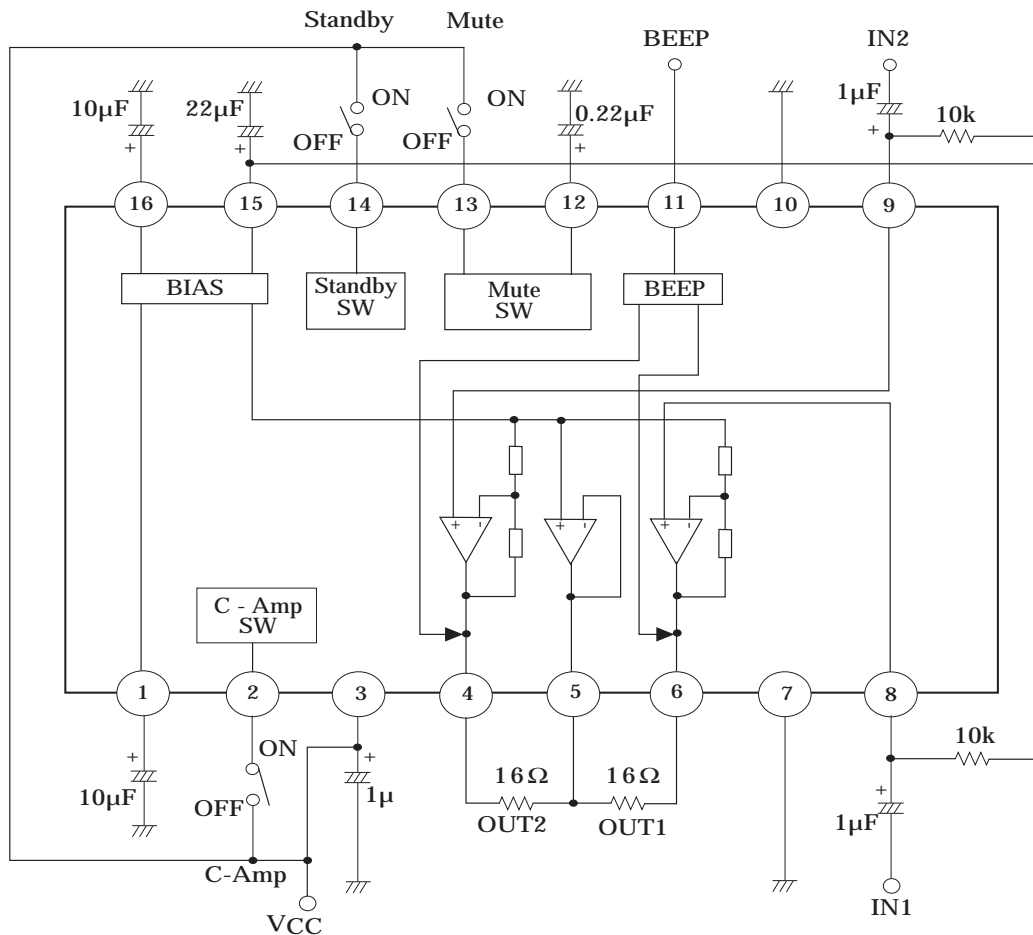 Standby Mute
BEEP IN2
10µF 22µF ON ON 0.22µF 1µF 10k
OFF OFF
+ + + +
16 15 14 13 12 11 10 9
BIAS Standby SW Mute SW BEEP
+ - + - + -
C - Amp
SW
1 2 3 4 5 6 7 8
+ ON + 10k
10µF OFF 1µ 16Ω 16Ω +
OUT2 OUT1 1µF
C-Amp
VCC IN1